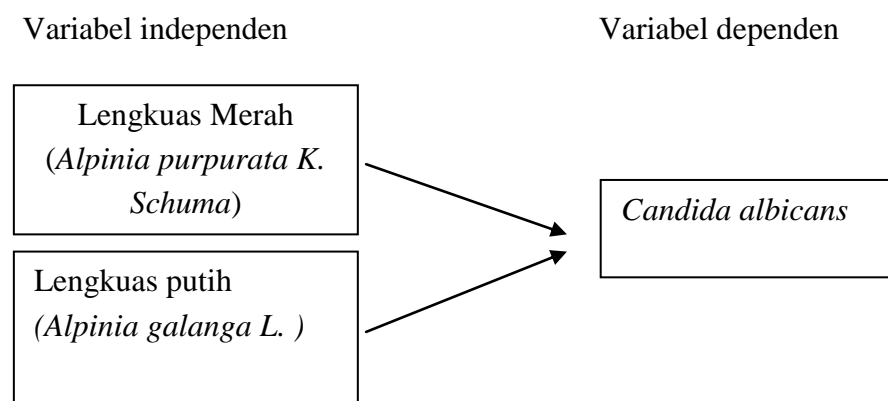 Variabel independen
Variabel dependen
Lengkuas Merah
(Alpinia purpurata K.
Schuma)
Candida albicans
Lengkuas putih
(Alpinia galanga L. )